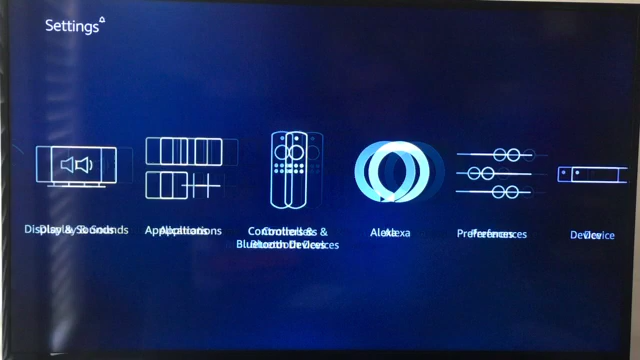 Settings
Display & Sounds
Applications
Controllers &
Bluetooth Devices
Alexa
Preferences
Device